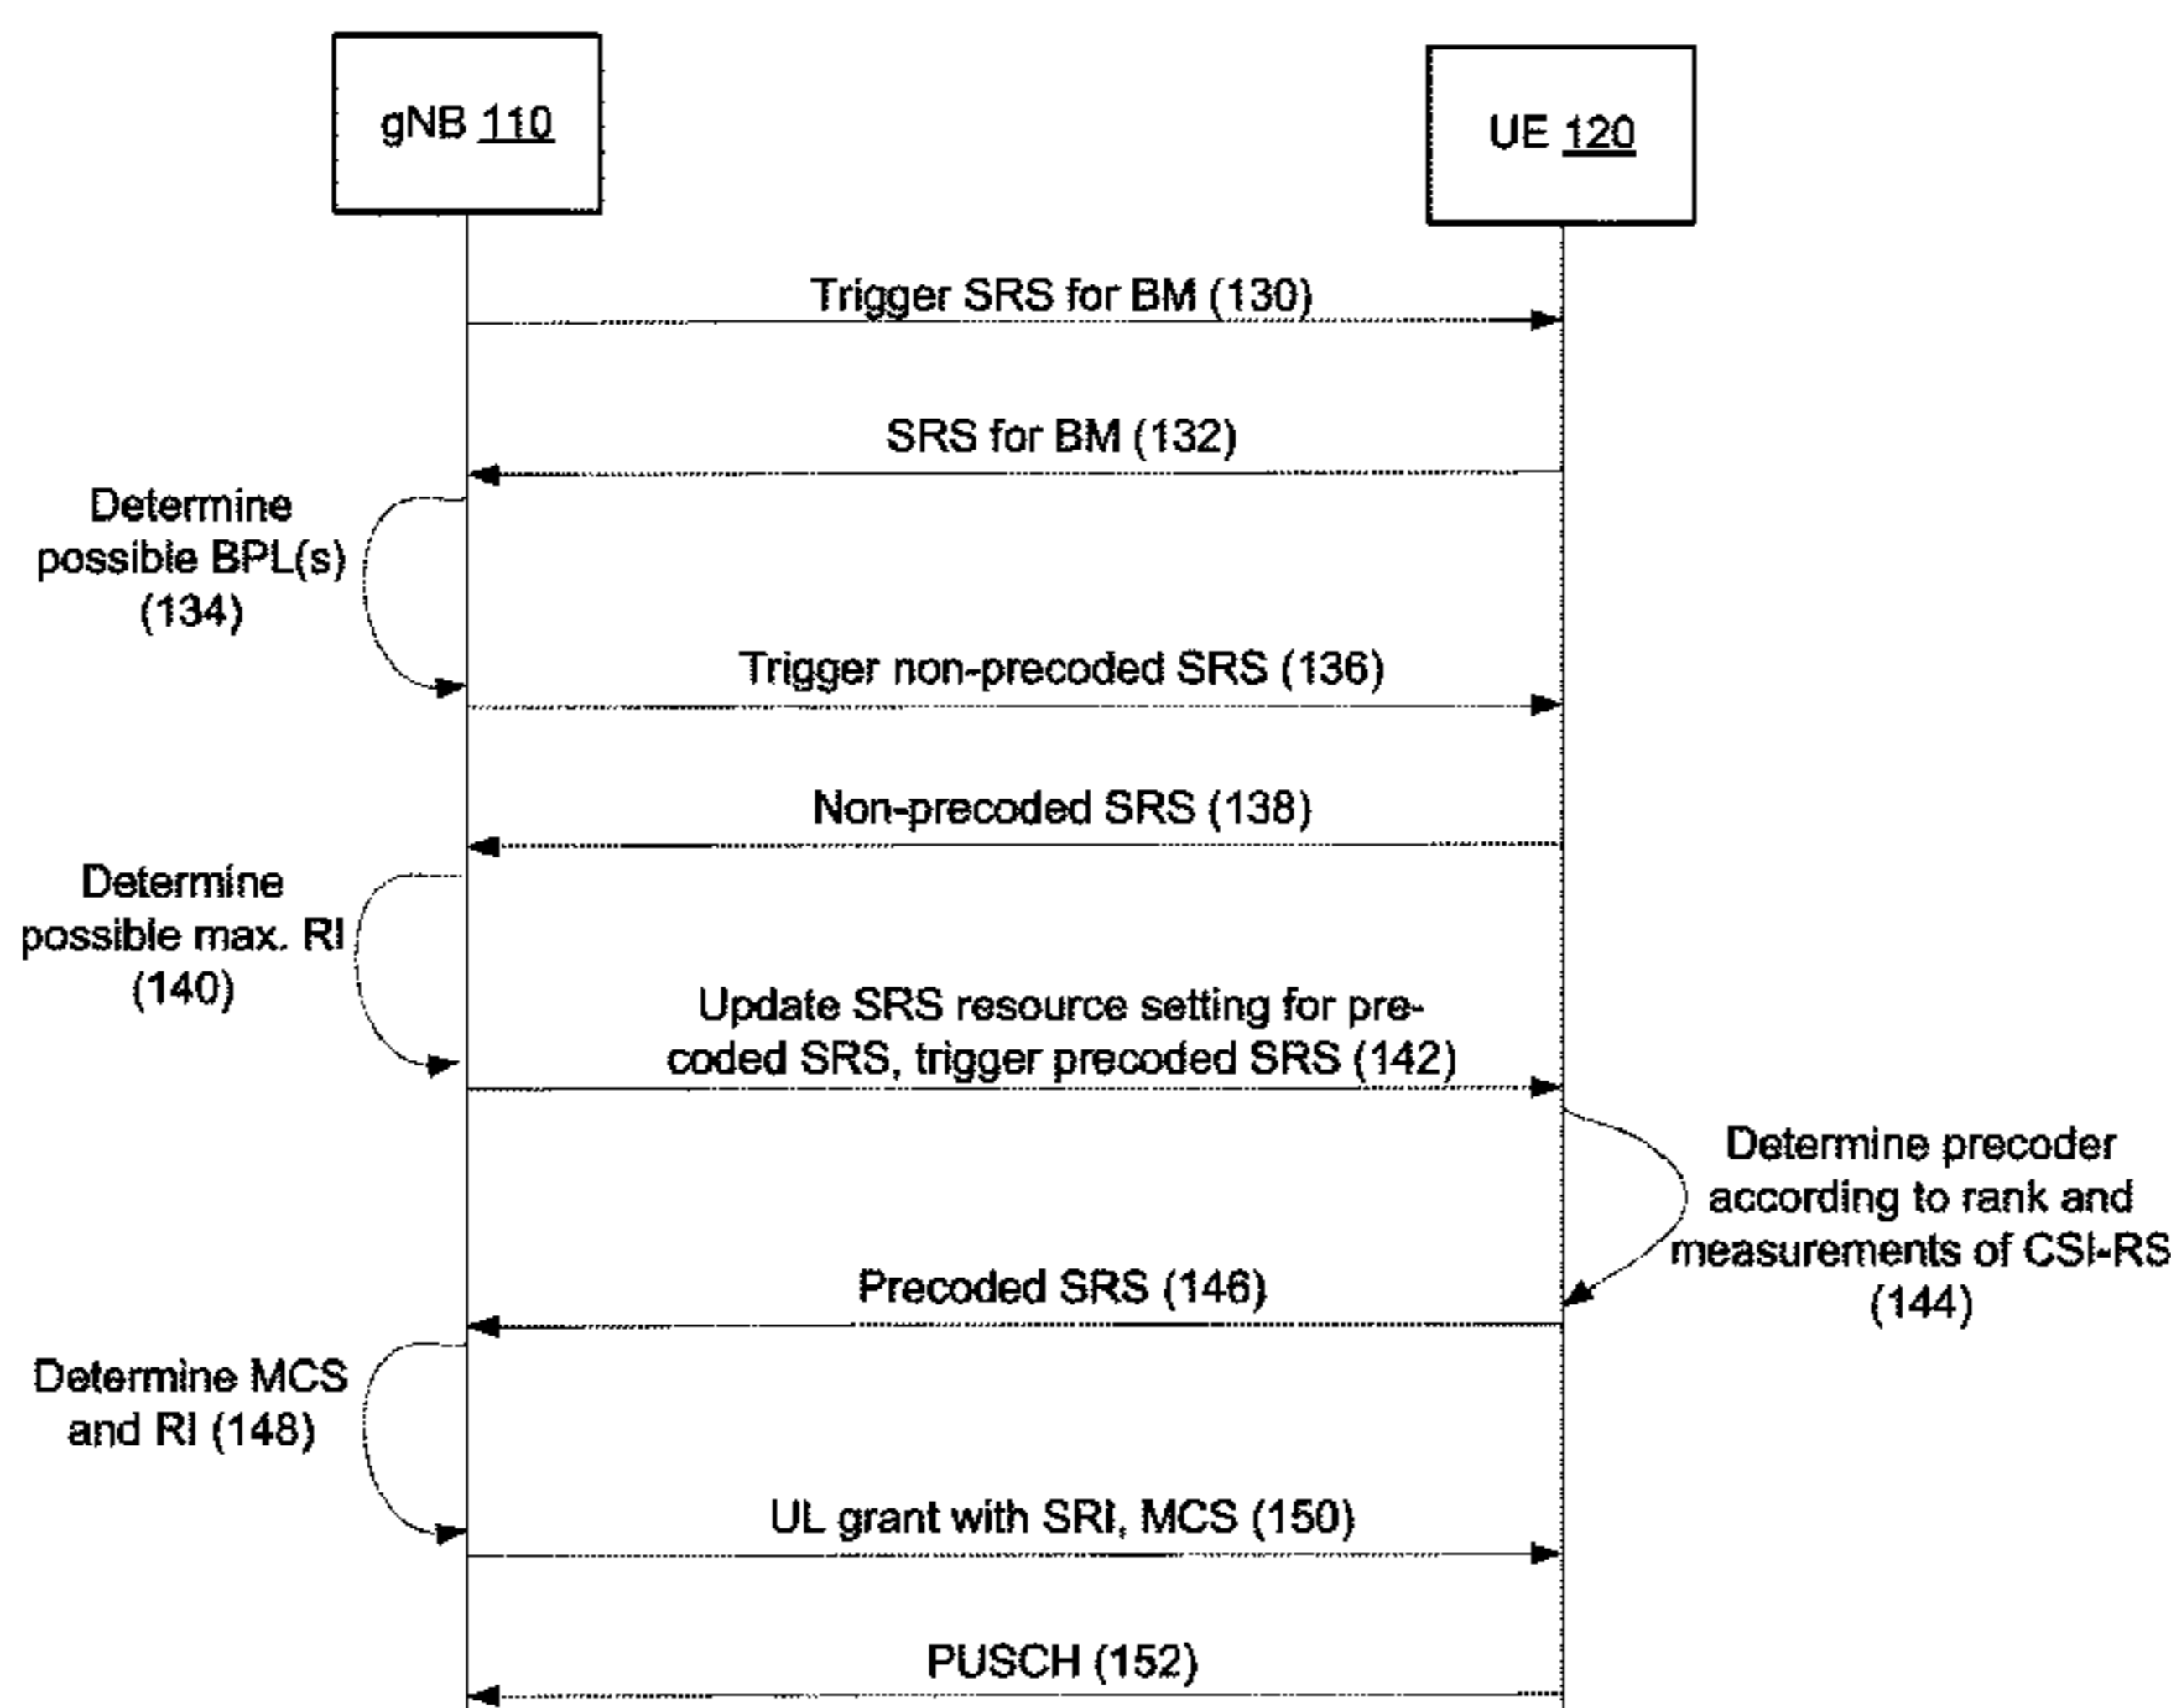 gNB 110
UE 120
Trigger SRS for BM (130)
SRS for BM (132)
Determine
possible BPL(s)
(134)
Trigger non-precoded SRS (136)
Non-precoded SRS (138)
Determine
possible max. RI
(140)
Update SRS resource setting for pre-
coded SRS, trigger precoded SRS (142)
Determine precoder
according to rank and
measurements of CSI-RS
(144)
Precoded SRS (146)
Determine MCS
and RI (148)
UL grant with SRI, MCS (150)
PUSCH (152)